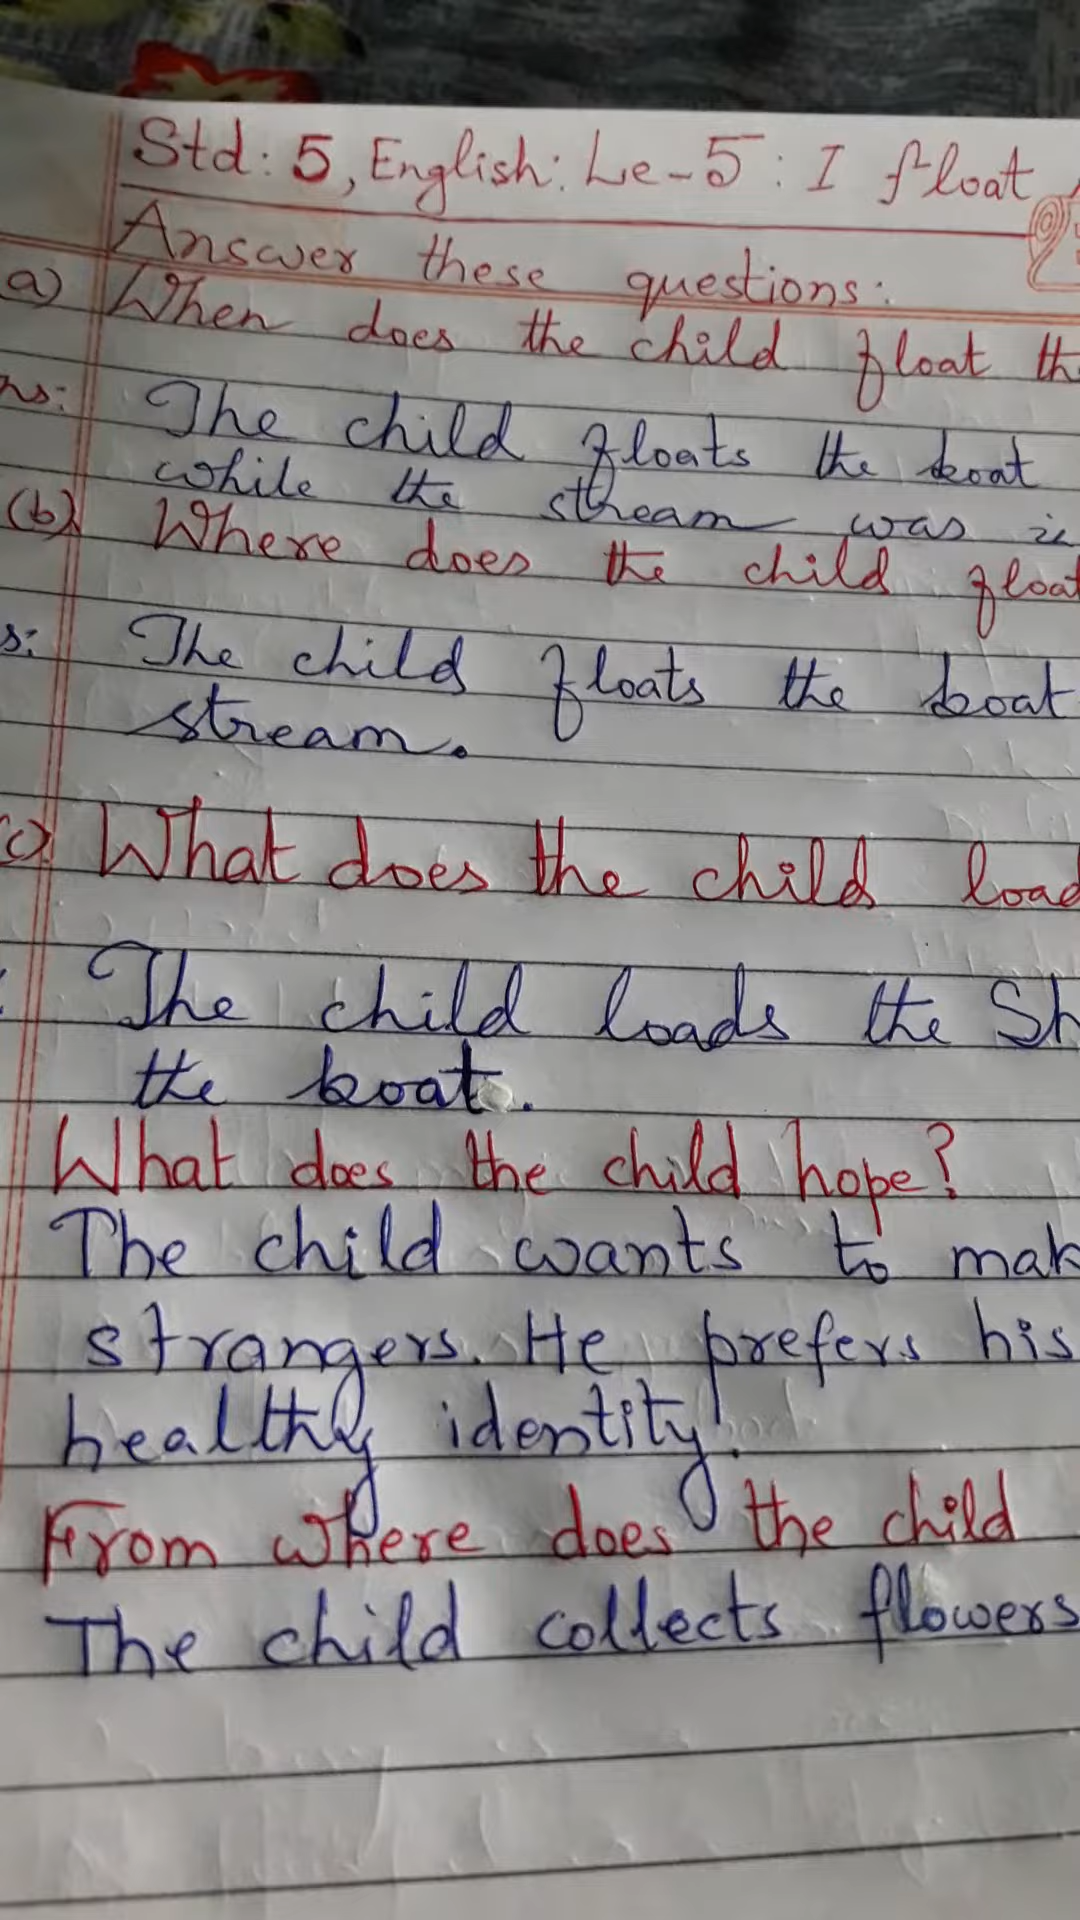 Std: 5, English: Le-5: I float
Answer these questions:
a) When does the child float
ns: The child floats the boat
while the stream was
(b) Where does the child float
s: The child floats the boat
stream.
(c) What does the child load
The child loads the Sh
the boat.
What does the child hope?
The child wants to mak
strangers. He prefers his
healthy identity.
From where does the child
The child collects flowers